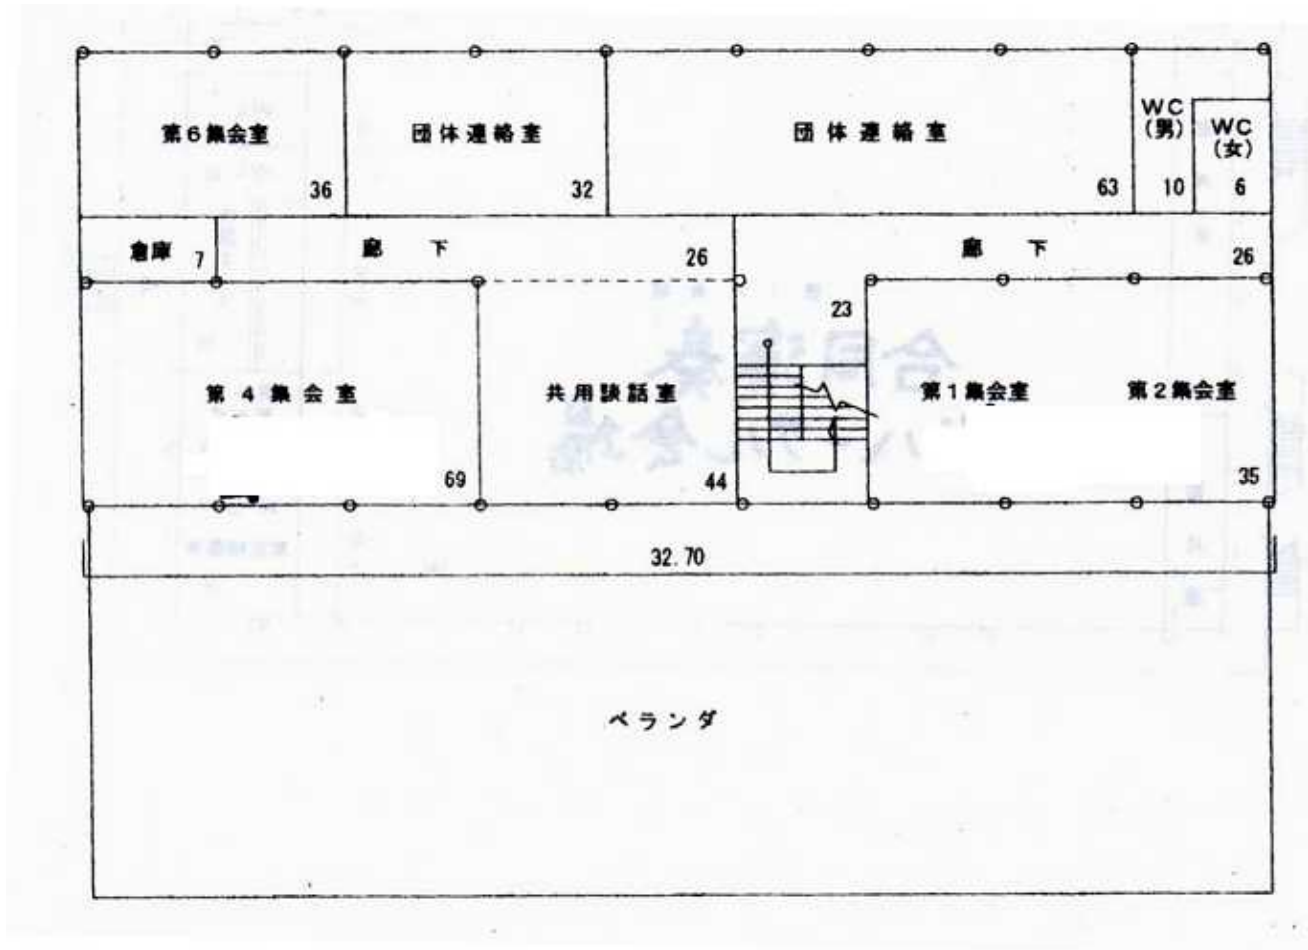 第6集会室
36
団体連絡室
32
団体連絡室
63
WC
(男)
10
WC
(女)
6
倉庫 7
廊下
26
廊下
26
23
第4集会室
69
共用談話室
44
第1集会室
第2集会室
35
32.70
ベランダ